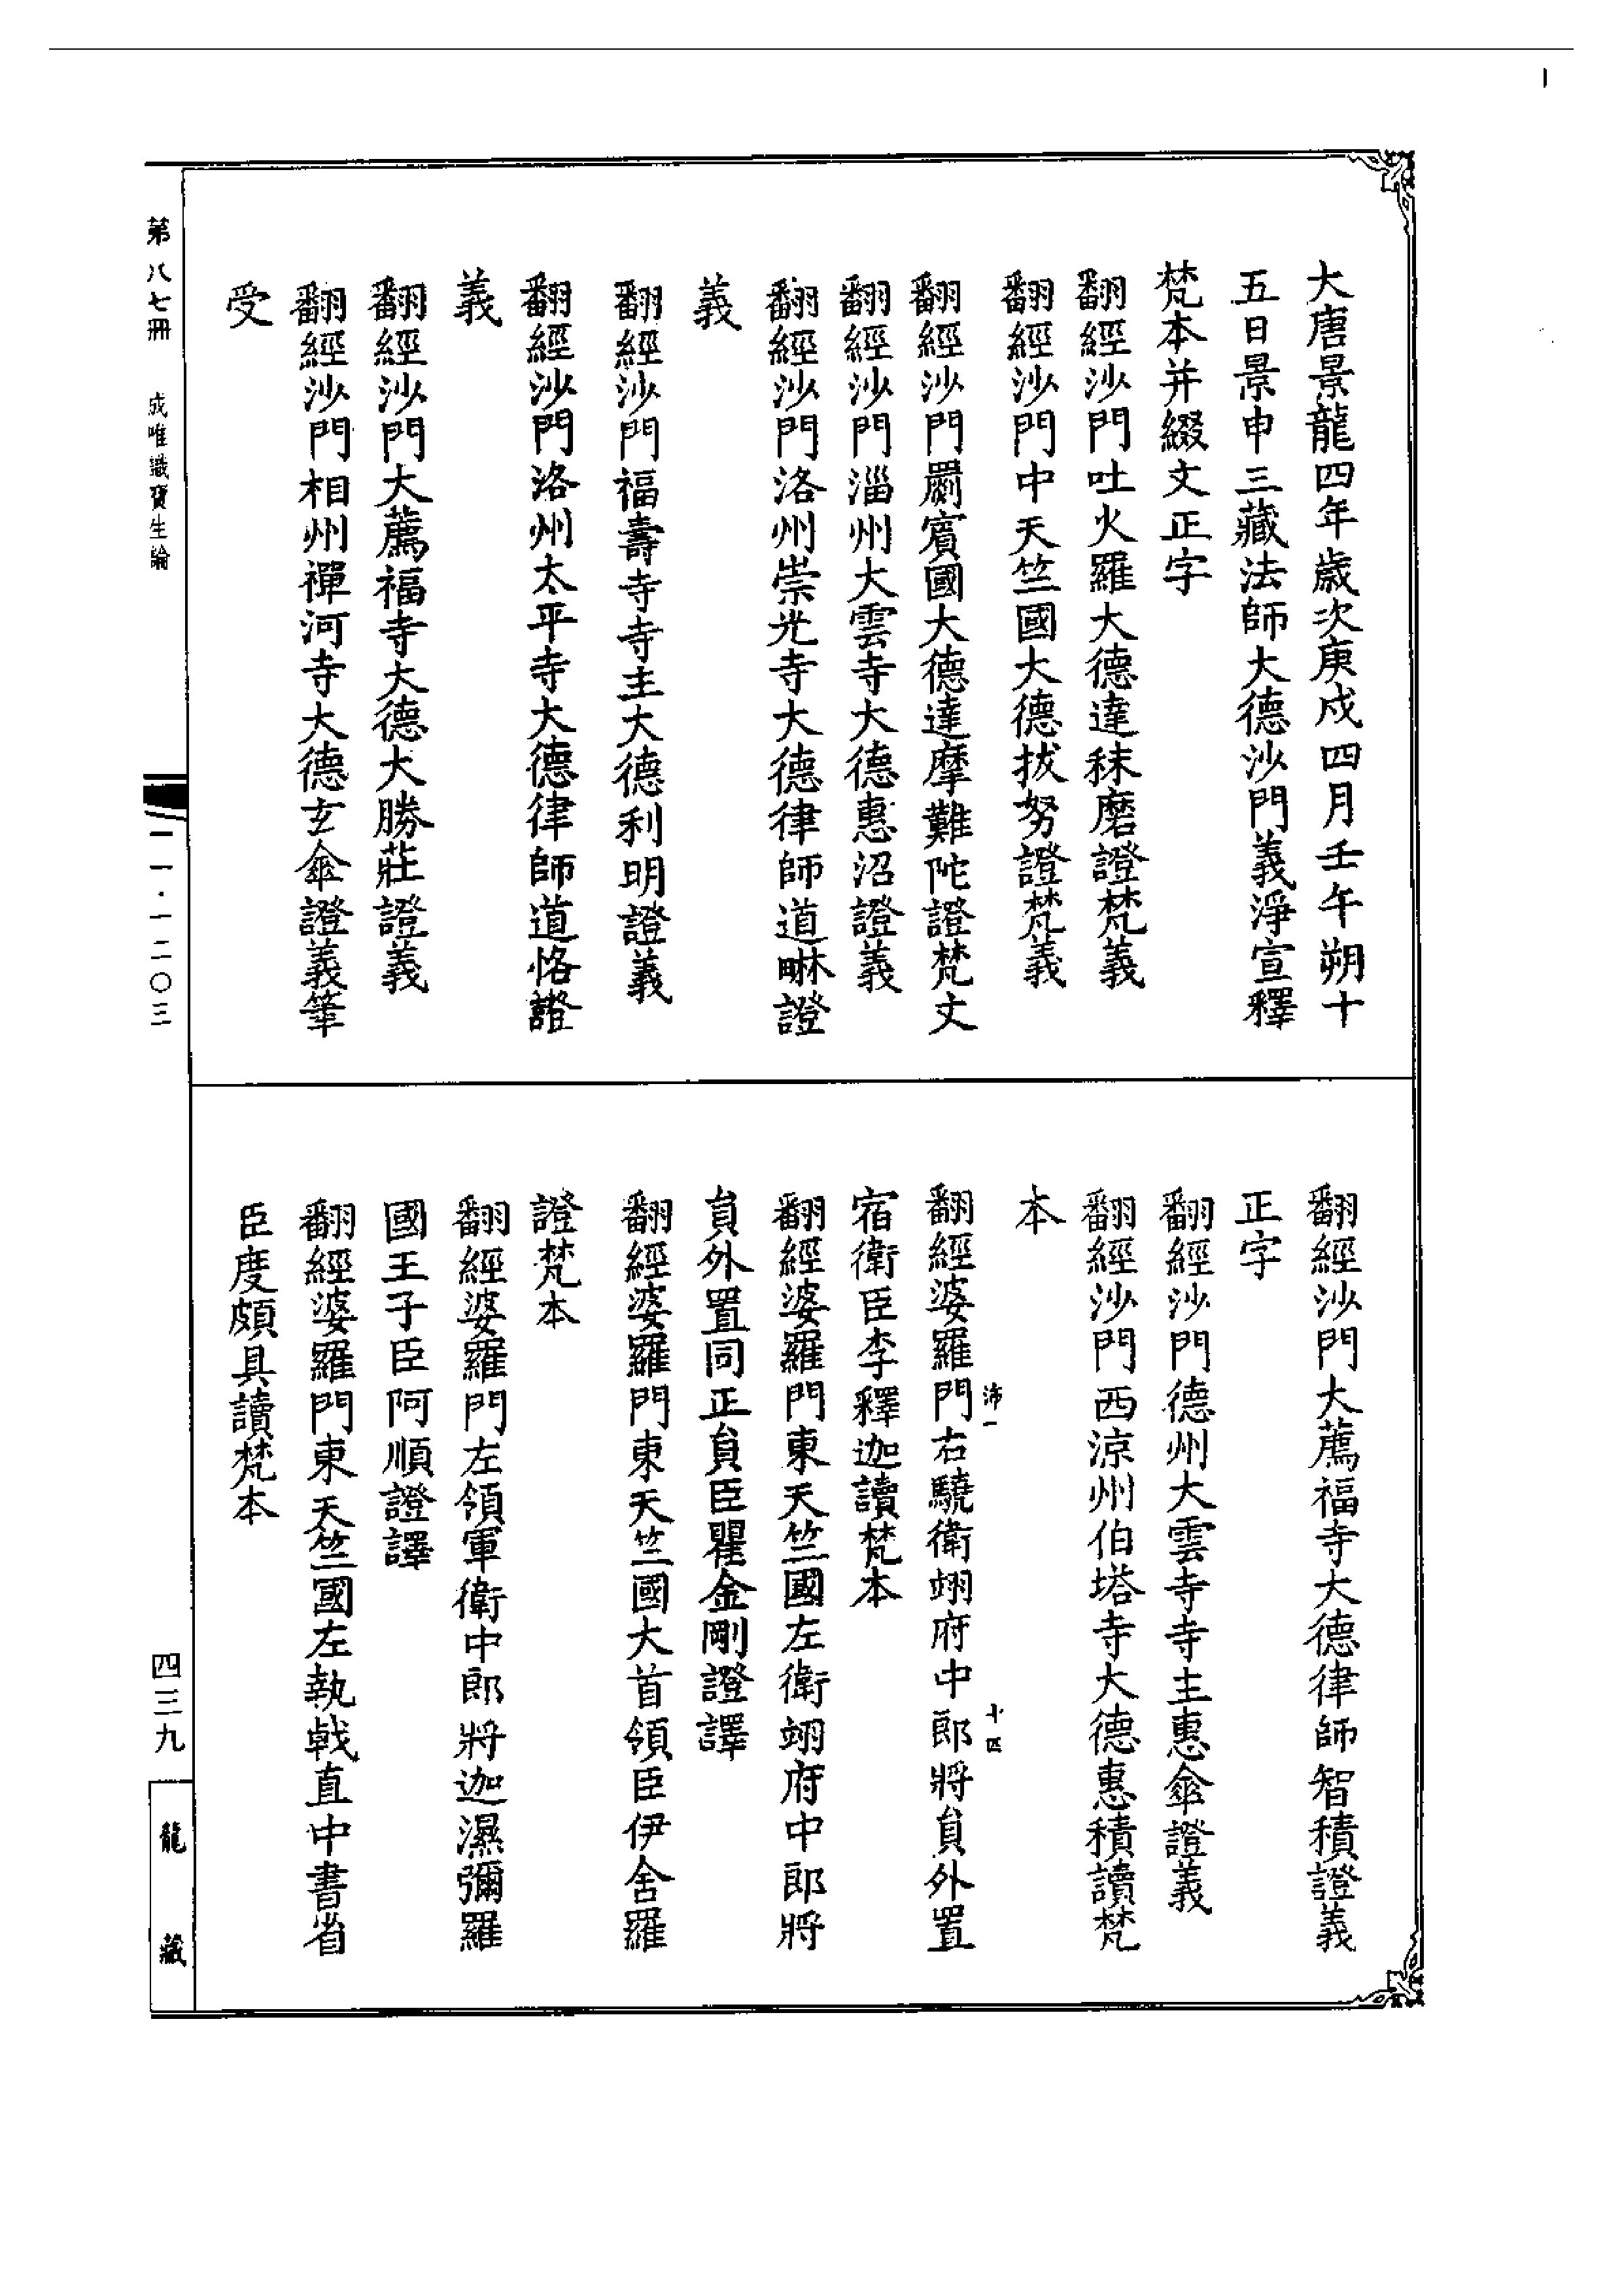 大唐景龍四年歲次庚戌四月壬午朔十
五日景申三藏法師大德沙門義淨宣釋
梵本并綴文正字
翻經沙門吐火羅大德達秣磨證梵義
翻經沙門中天竺國大德拔努證梵義
翻經沙門罽賓國大德達摩難陀證梵文
翻經沙門淄州大雲寺大德惠沼證義
翻經沙門洛州崇光寺大德律師道琳證
義
翻經沙門福壽寺寺主大德利明證義
翻經沙門洛州太平寺大德律師道恪證
義
翻經沙門大薦福寺大德大勝莊證義
翻經沙門相州禪河寺大德玄傘證義筆
受
翻經沙門大薦福寺大德律師智積證義
正字
翻經沙門德州大雲寺寺主惠傘證義
翻經沙門西涼州伯塔寺大德惠積讀梵
本
沛一
十四
翻經婆羅門右驍衛翊府中郎將員外置
宿衛臣李釋迦讀梵本
翻經婆羅門東天竺國左衛翊府中郎將
員外置同正員臣瞿金剛證譯
翻經婆羅門東天竺國大首領臣伊舍羅
證梵本
翻經婆羅門左領軍衛中郎將迦濕彌羅
國王子臣阿順證譯
翻經婆羅門東天竺國左執戟直中書省
臣度頗具讀梵本
第八七冊
成唯識寶生論
一一·一二〇三
四三九
龍藏